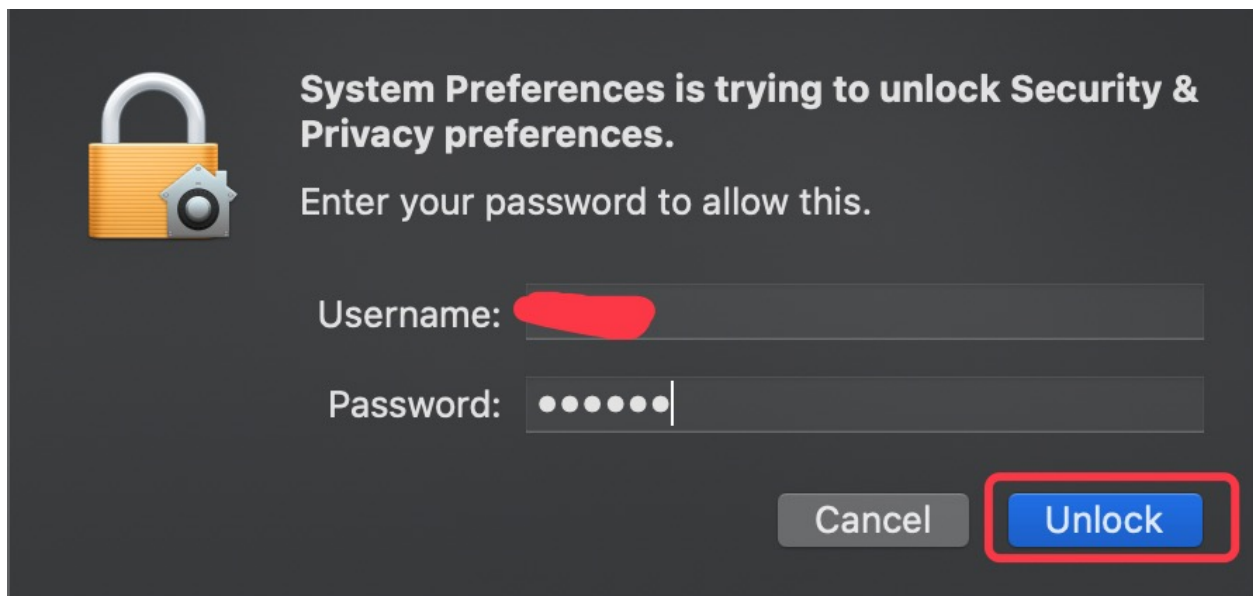 System Preferences is trying to unlock Security &
Privacy preferences.
Enter your password to allow this.
Username:
Password: ••••••
Cancel Unlock